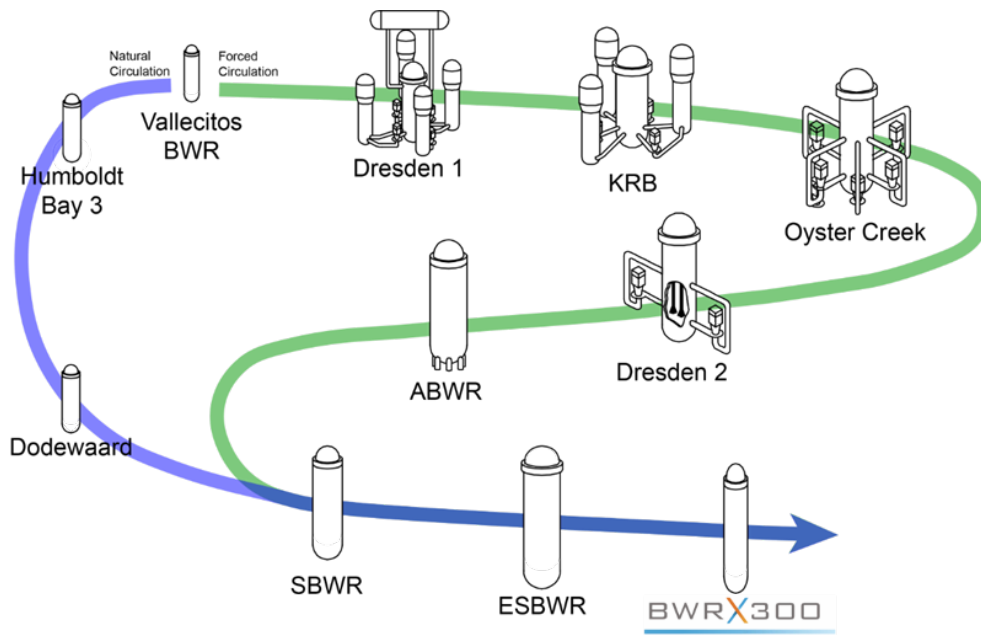 Natural
Circulation
Forced
Circulation
Vallecitos
BWR
Dresden 1
KRB
Oyster Creek
Humboldt
Bay 3
ABWR
Dresden 2
Dodewaard
SBWR
ESBWR
BWRX300